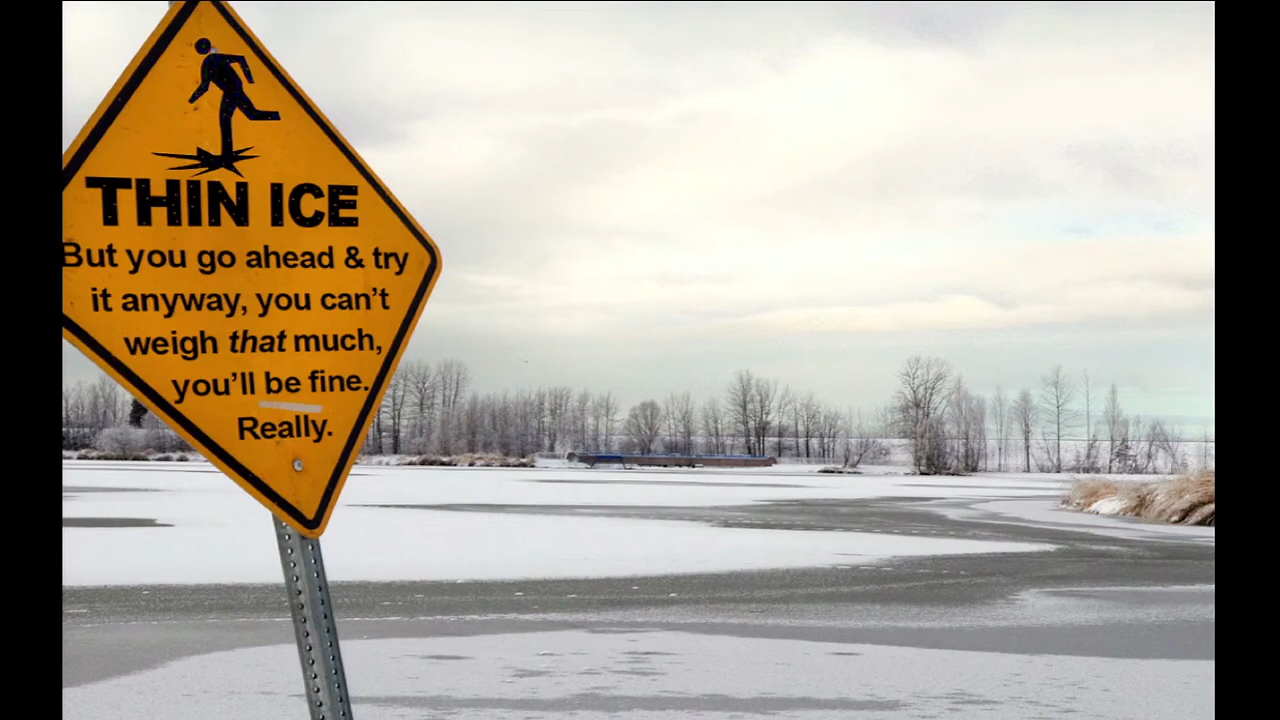 THIN ICE
But you go ahead & try
it anyway, you can't
weigh that much,
you'll be fine.
Really.